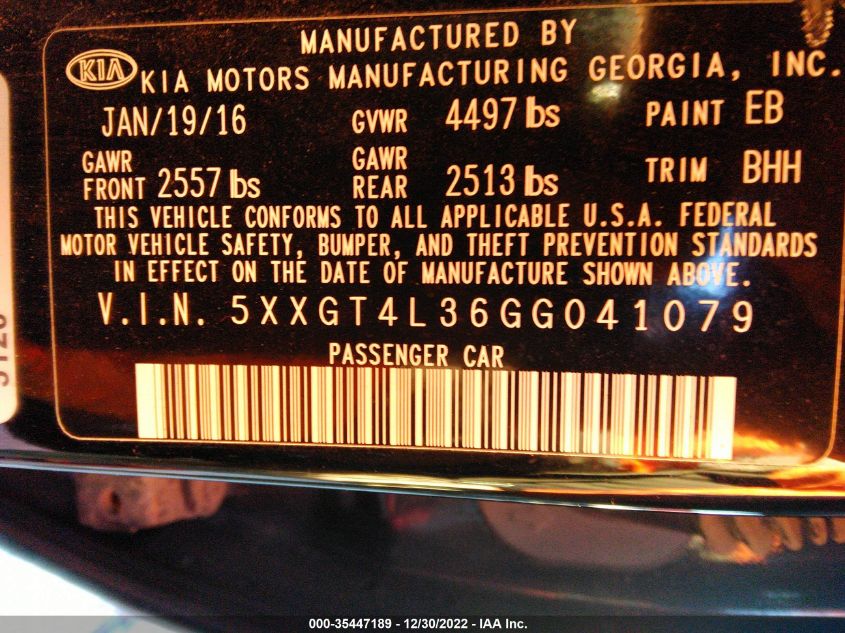 MANUFACTURED BY
KIA KIA MOTORS MANUFACTURING GEORGIA, INC.
JAN/19/16 GVWR 4497 lbs PAINT EB
GAWR FRONT 2557 lbs GAWR REAR 2513 lbs TRIM BHH
THIS VEHICLE CONFORMS TO ALL APPLICABLE U.S.A. FEDERAL
MOTOR VEHICLE SAFETY, BUMPER, AND THEFT PREVENTION STANDARDS
IN EFFECT ON THE DATE OF MANUFACTURE SHOWN ABOVE.
V.I.N. 5XXGT4L36GG041079
PASSENGER CAR
000-35447189 - 12/30/2022 - IAA Inc.